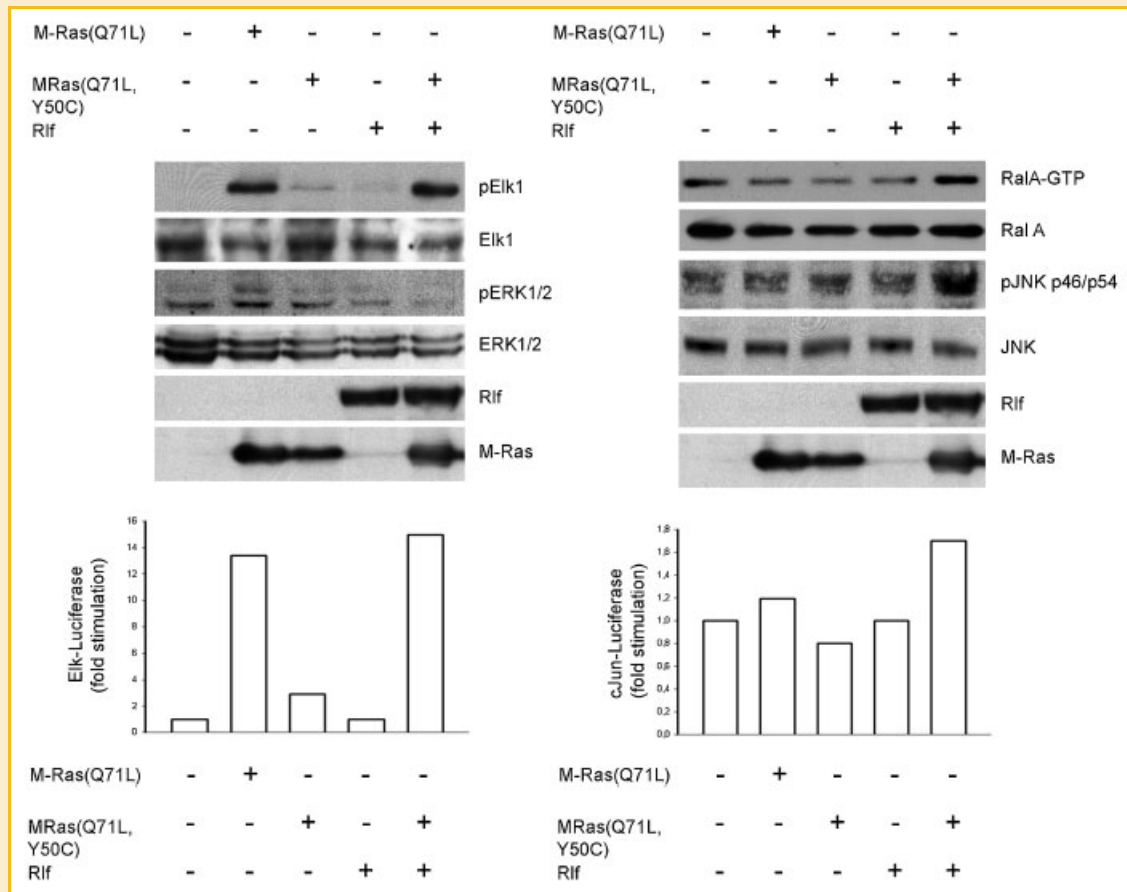 M-Ras(Q71L) - + - - -
MRas(Q71L, - - + - +
Y50C)
Rlf - - - + +
pElk1
Elk1
pERK1/2
ERK1/2
Rlf
M-Ras
Elk-Luciferase
(fold stimulation)
16
14
12
10
8
6
4
2
0
M-Ras(Q71L) - + - - -
MRas(Q71L, - - + - +
Y50C)
Rlf - - - + +
M-Ras(Q71L) - + - - +
MRas(Q71L, - - + - +
Y50C)
Rlf - - - + +
RalA-GTP
Ral A
pJNK p46/p54
JNK
Rlf
M-Ras
cJun-Luciferase
(fold stimulation)
1,8
1,6
1,4
1,2
1,0
0,8
0,6
0,4
0,2
0,0
M-Ras(Q71L) - + - - -
MRas(Q71L, - - + - +
Y50C)
Rlf - - - + +